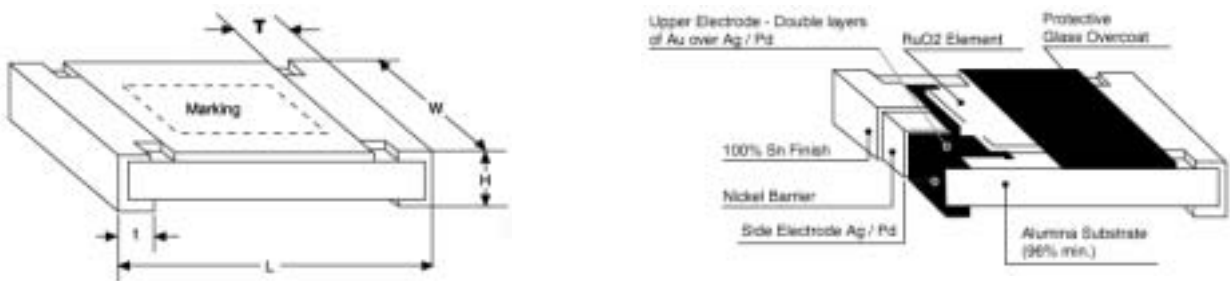 T
W
Marking
H
t
L
Upper Electrode - Double layers
of Au over Ag / Pd
RuO2 Element
Protective
Glass Overcoat
100% Sn Finish
Nickel Barrier
Side Electrode Ag / Pd
Alumina Substrate
(96% min.)